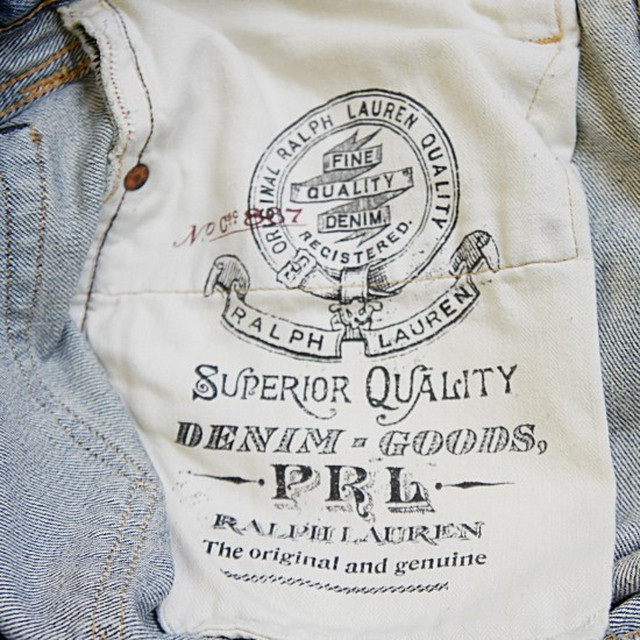 ORIGINAL RALPH LAUREN QUALITY
FINE
QUALITY
DENIM.
REGISTERED.
RALPH LAUREN
SUPERIOR QUALITY
DENIM - GOODS,
PRL
RALPH LAUREN
The original and genuine